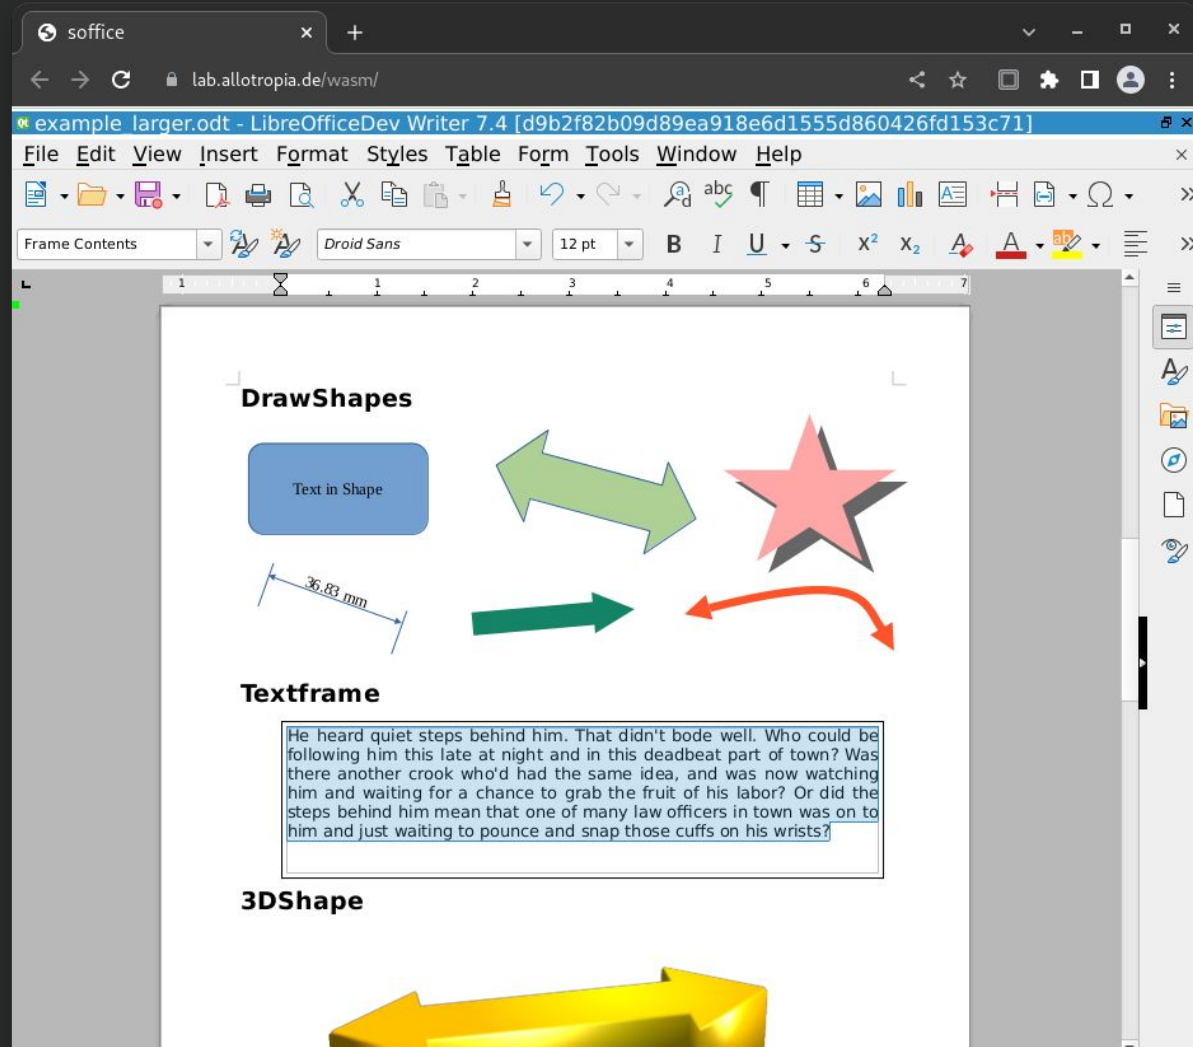 soffice
lab.allotropia.de/wasm/
example_larger.odt - LibreOfficeDev Writer 7.4 [d9b2f82b09d89ea918e6d1555d860426fd153c71]
File Edit View Insert Format Styles Table Form Tools Window Help
Frame Contents Droid Sans 12 pt B I U S x² x₂ A A ab
1 1 2 3 4 5 6 7
DrawShapes
Text in Shape
36.83 mm
Textframe
He heard quiet steps behind him. That didn't bode well. Who could be
following him this late at night and in this deadbeat part of town? Was
there another crook who'd had the same idea, and was now watching
him and waiting for a chance to grab the fruit of his labor? Or did the
steps behind him mean that one of many law officers in town was on to
him and just waiting to pounce and snap those cuffs on his wrists?
3DShape